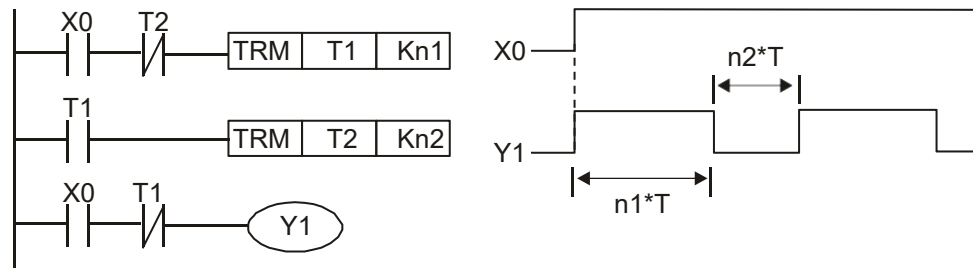 X0 T2
TRM T1 Kn1
T1
TRM T2 Kn2
X0 T1
Y1
X0
n2*T
Y1
n1*T